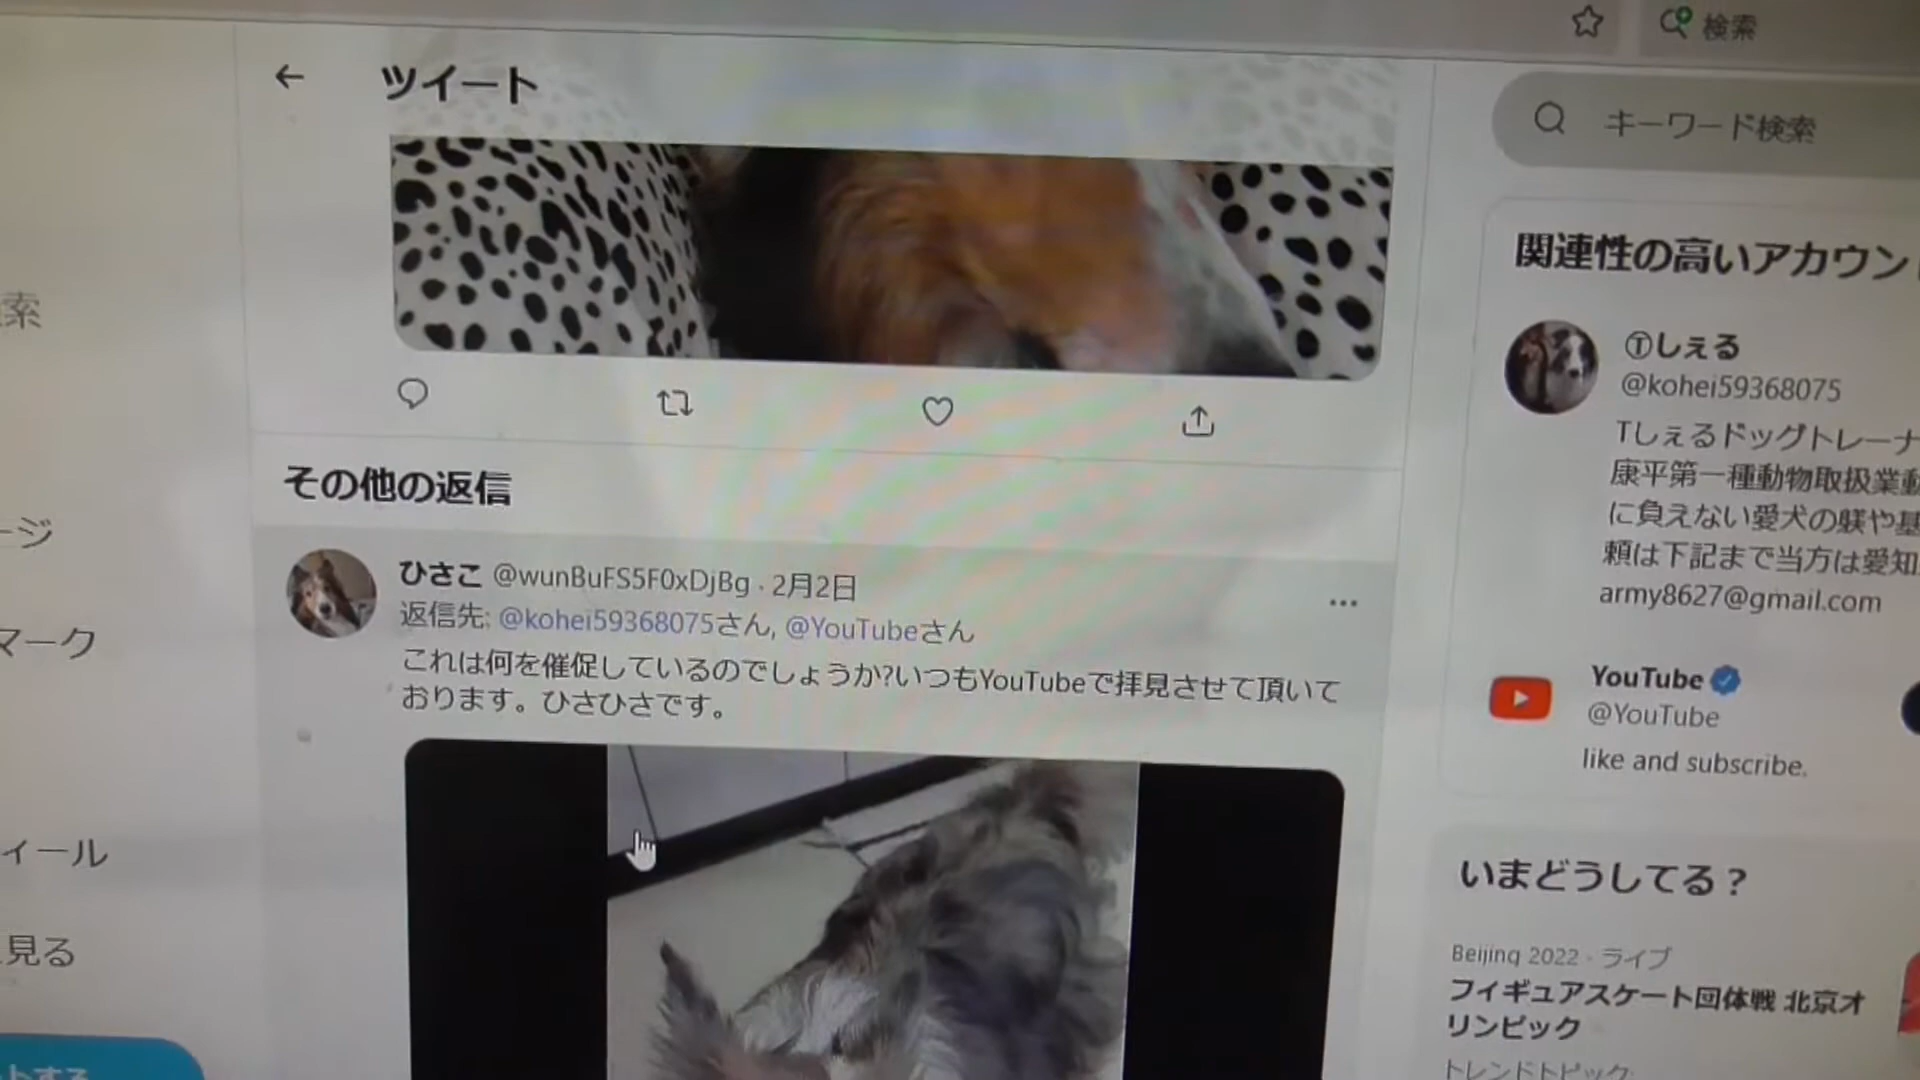 検索
ツイート
キーワード検索
索
ージ
マーク
ィール
見る
その他の返信
ひさこ @wunBuFS5F0xDjBg · 2月2日
返信先: @kohei59368075さん, @YouTubeさん
これは何を催促しているのでしょうか?いつもYouTubeで拝見させて頂いて
おります。ひさひさです。
関連性の高いアカウン
Ⓣしぇる
@kohei59368075
Tしぇるドッグトレーナ
康平第一種動物取扱業動
に負えない愛犬の躾や基
頼は下記まで当方は愛知
army8627@gmail.com
YouTube
@YouTube
like and subscribe.
いまどうしてる？
Beijing 2022 · ライブ
フィギュアスケート団体戦 北京オ
リンピック
トレンドトピック